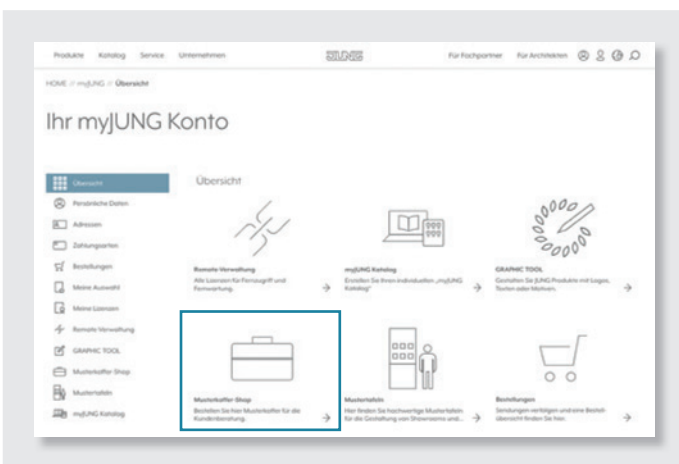 Produkte Katalog Service Unternehmen JUNG Für Fachpartner Für Architekten
HOME // myJUNG // Übersicht
Ihr myJUNG Konto
Übersicht
Persönliche Daten
Adressen
Zahlungsarten
Bestellungen
Meine Auswahl
Meine Lizenzen
Remote Verwaltung
GRAPHIC TOOL
Musterkoffer Shop
Mustertafeln
myJUNG Katalog
Übersicht
Remote Verwaltung
Alle Lizenzen für Fernzugriff und
Fernwartung.
myJUNG Katalog
Erstellen Sie Ihren individuellen „myJUNG
Katalog"
GRAPHIC TOOL
Gestalten Sie JUNG Produkte mit Logos,
Texten oder Motiven.
Musterkoffer Shop
Bestellen Sie hier Musterkoffer für die
Kundenberatung.
Mustertafeln
Hier finden Sie hochwertige Mustertafeln
für die Gestaltung von Showrooms und...
Bestellungen
Sendungen verfolgen und eine Bestell-
übersicht finden Sie hier.